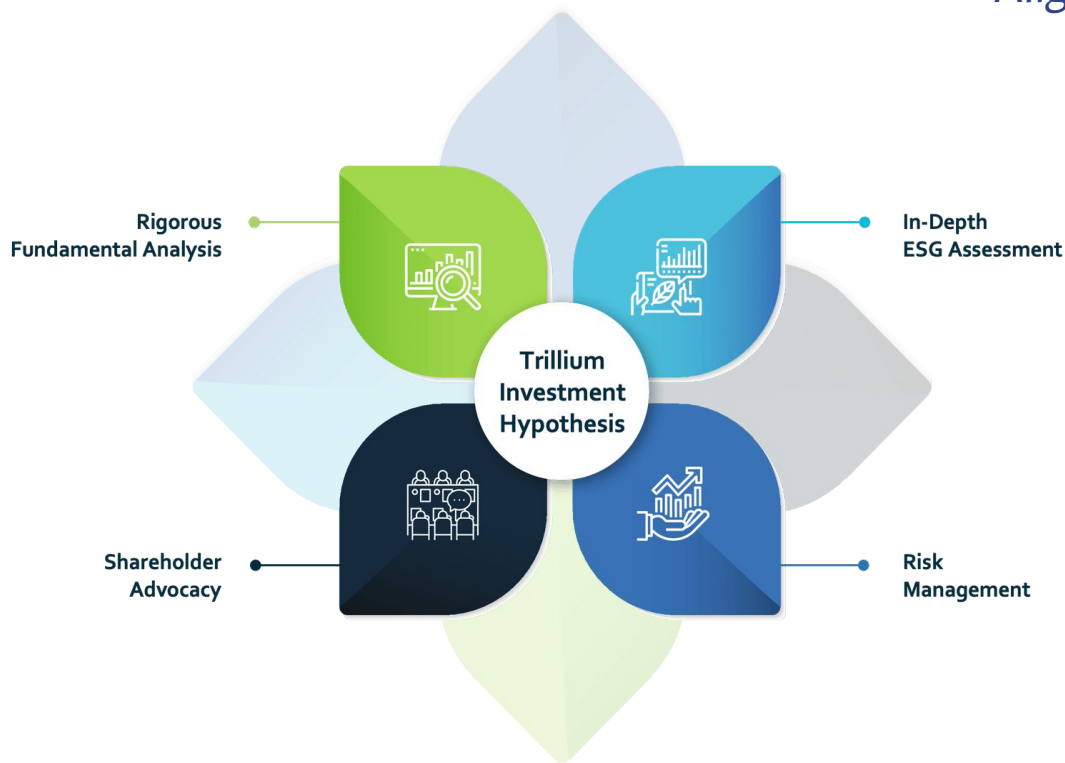 Rigorous
Fundamental Analysis
In-Depth
ESG Assessment
Trillium
Investment
Hypothesis
Shareholder
Advocacy
Risk
Management